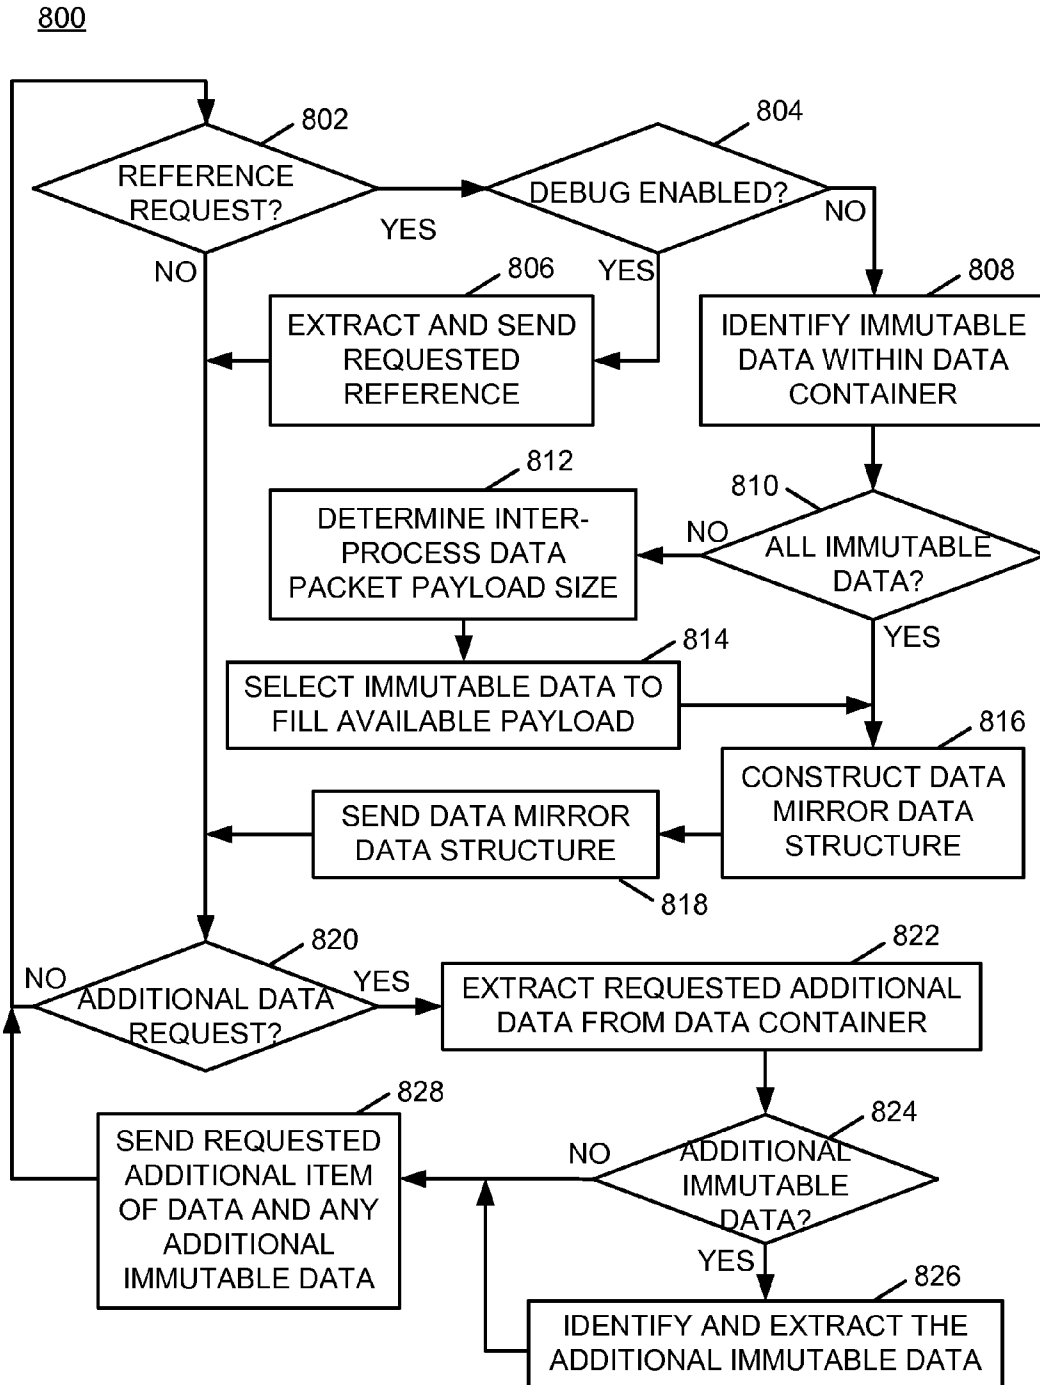 800
802
REFERENCE
REQUEST?
YES
NO
804
DEBUG ENABLED?
NO
YES
806
EXTRACT AND SEND
REQUESTED
REFERENCE
808
IDENTIFY IMMUTABLE
DATA WITHIN DATA
CONTAINER
810
ALL IMMUTABLE
DATA?
NO
YES
812
DETERMINE INTER-
PROCESS DATA
PACKET PAYLOAD SIZE
814
SELECT IMMUTABLE DATA TO
FILL AVAILABLE PAYLOAD
816
CONSTRUCT DATA
MIRROR DATA
STRUCTURE
SEND DATA MIRROR
DATA STRUCTURE
818
820
NO
YES
ADDITIONAL DATA
REQUEST?
822
EXTRACT REQUESTED ADDITIONAL
DATA FROM DATA CONTAINER
824
ADDITIONAL
IMMUTABLE
DATA?
NO
YES
826
IDENTIFY AND EXTRACT THE
ADDITIONAL IMMUTABLE DATA
828
SEND REQUESTED
ADDITIONAL ITEM
OF DATA AND ANY
ADDITIONAL
IMMUTABLE DATA